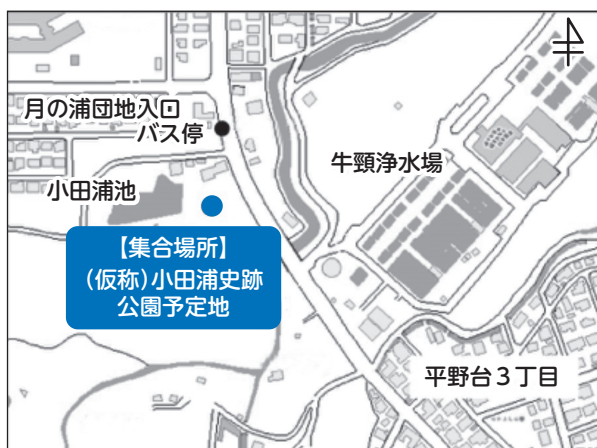 月の浦団地入口
バス停
牛頸浄水場
小田浦池
【集合場所】
(仮称)小田浦史跡
公園予定地
平野台3丁目